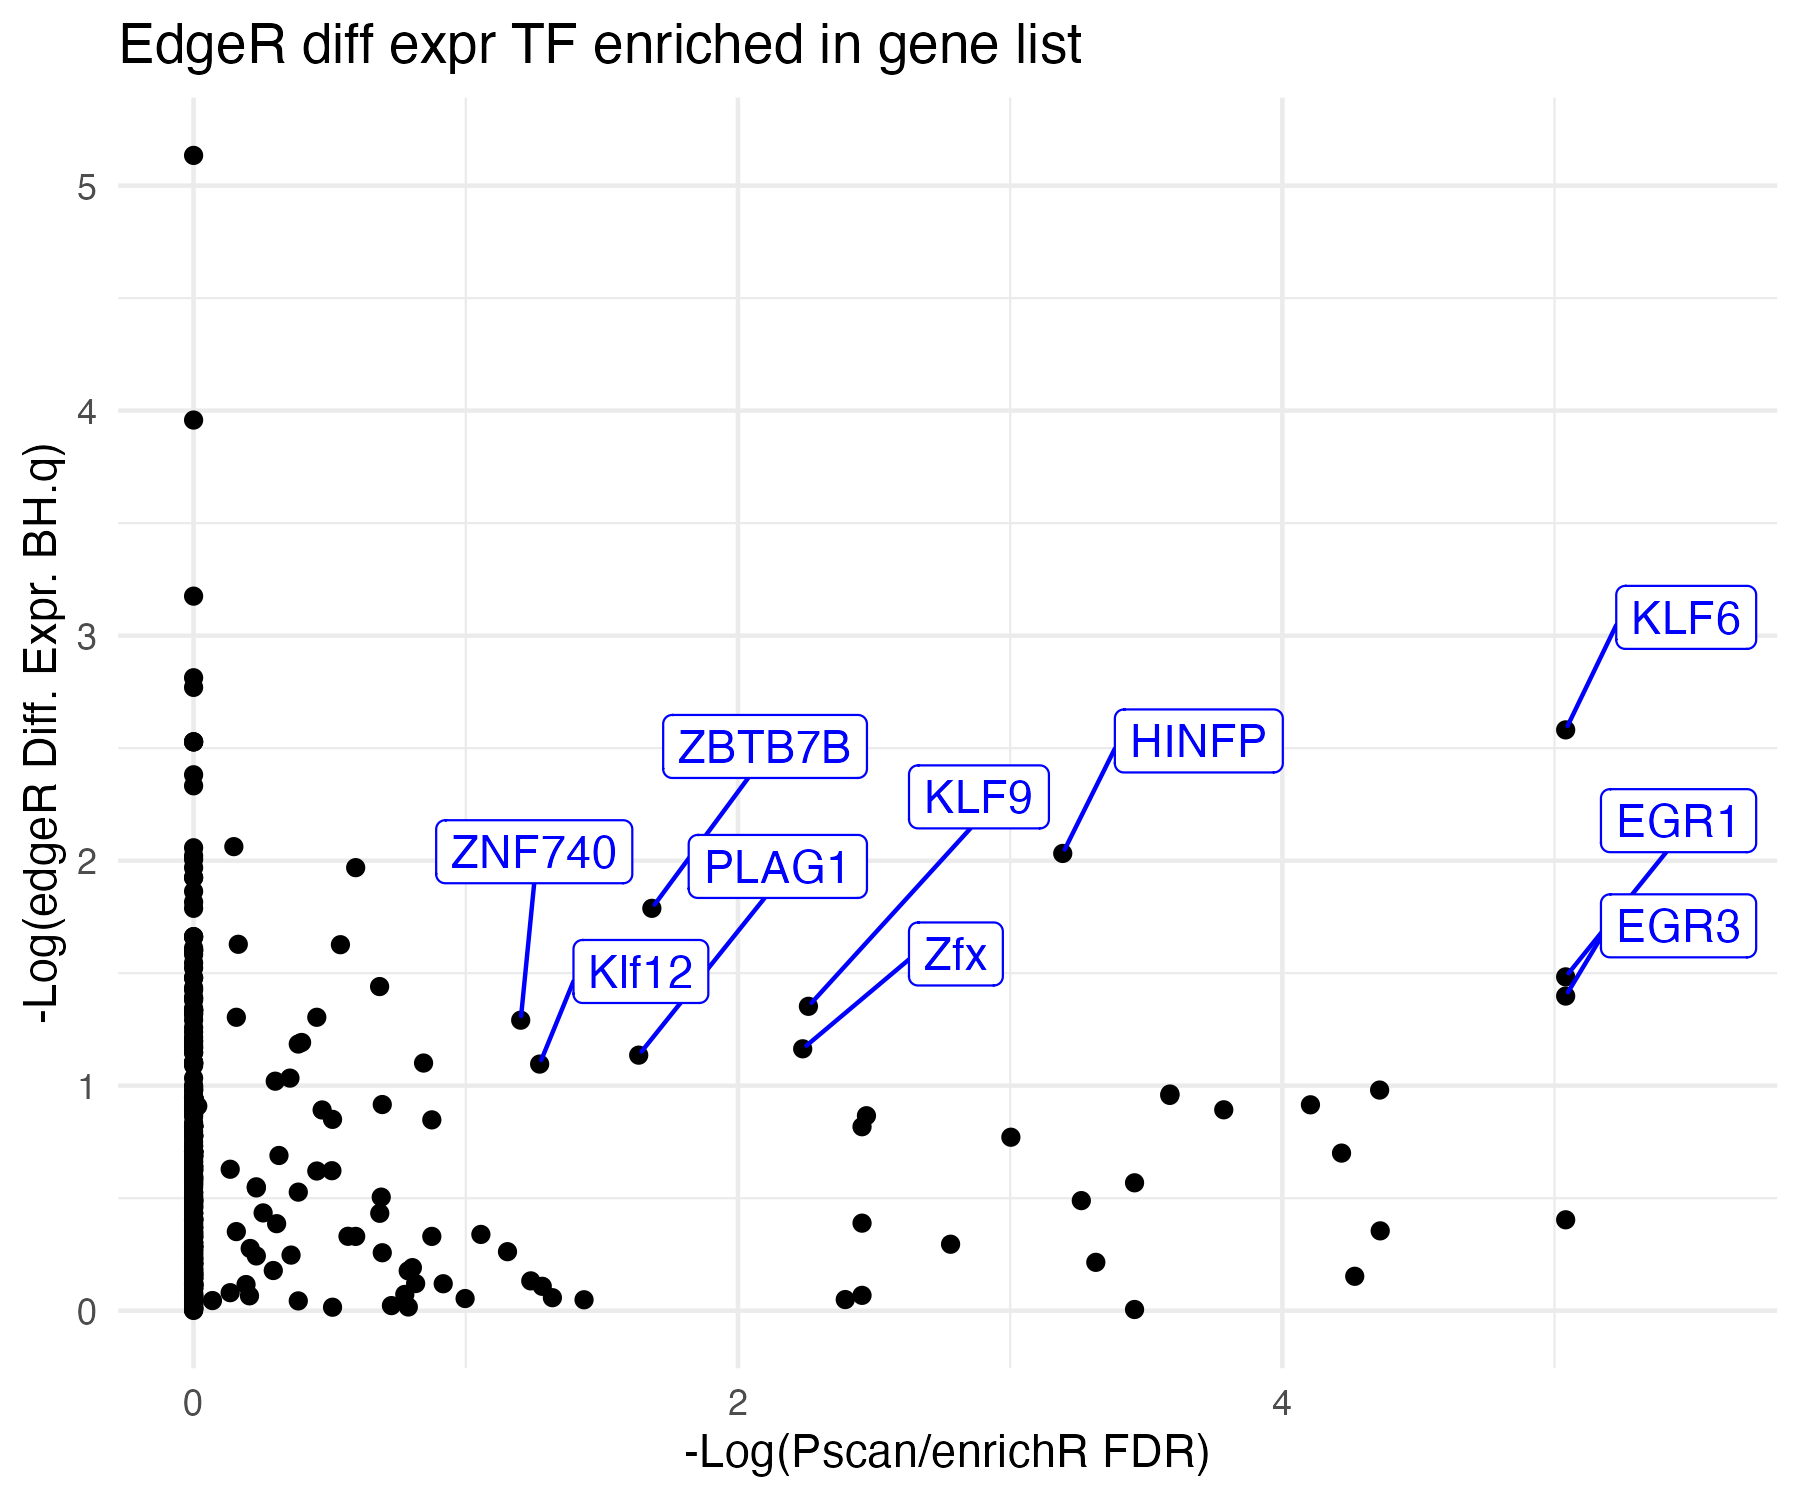 EdgeR diff expr TF enriched in gene list
-Log(edgeR Diff. Expr. BH.q)
5
4
3
2
1
0
KLF6
HINFP
ZBTB7B
KLF9
EGR1
ZNF740
PLAG1
EGR3
Zfx
Klf12
0
2
4
-Log(Pscan/enrichR FDR)